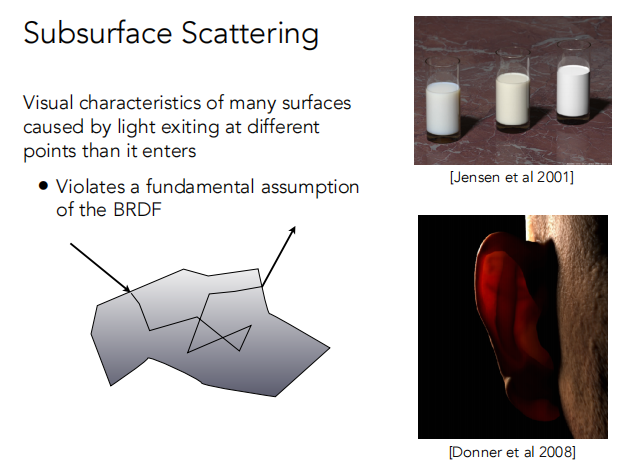 Subsurface Scattering
Visual characteristics of many surfaces
caused by light exiting at different
points than it enters
• Violates a fundamental assumption
of the BRDF
[Jensen et al 2001]
[Donner et al 2008]